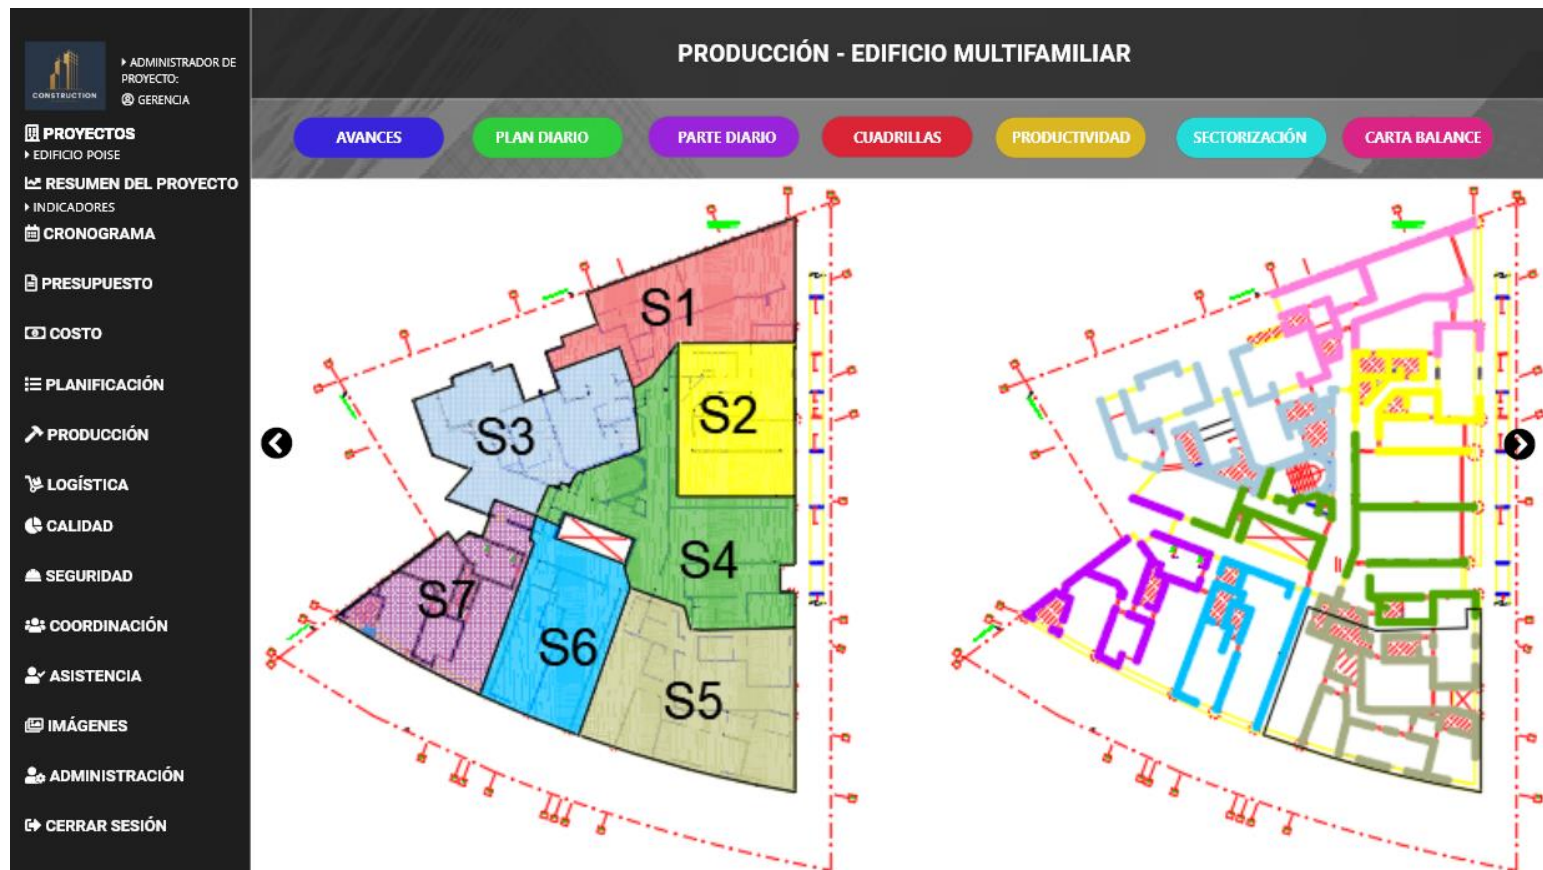 CONSTRUCTION
ADMINISTRADOR DE
PROYECTO:
GERENCIA
PROYECTOS
EDIFICIO POISE
RESUMEN DEL PROYECTO
INDICADORES
CRONOGRAMA
PRESUPUESTO
COSTO
PLANIFICACIÓN
PRODUCCIÓN
LOGÍSTICA
CALIDAD
SEGURIDAD
COORDINACIÓN
ASISTENCIA
IMÁGENES
ADMINISTRACIÓN
CERRAR SESIÓN
PRODUCCIÓN - EDIFICIO MULTIFAMILIAR
AVANCES PLAN DIARIO PARTE DIARIO CUADRILLAS PRODUCTIVIDAD SECTORIZACIÓN CARTA BALANCE
S1
S2
S3
S4
S7
S6
S5